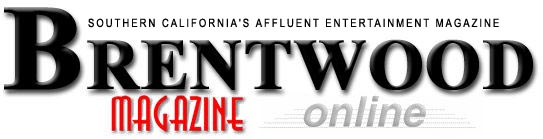 SOUTHERN CALIFORNIA'S AFFLUENT ENTERTAINMENT MAGAZINE
BRENTWOOD
MAGAZINE online